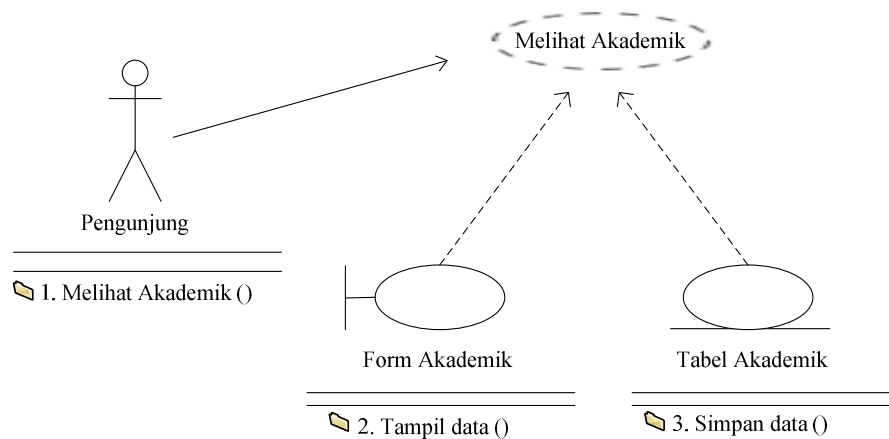 Melihat Akademik
Pengunjung
1. Melihat Akademik ()
Form Akademik
Tabel Akademik
2. Tampil data ()
3. Simpan data ()